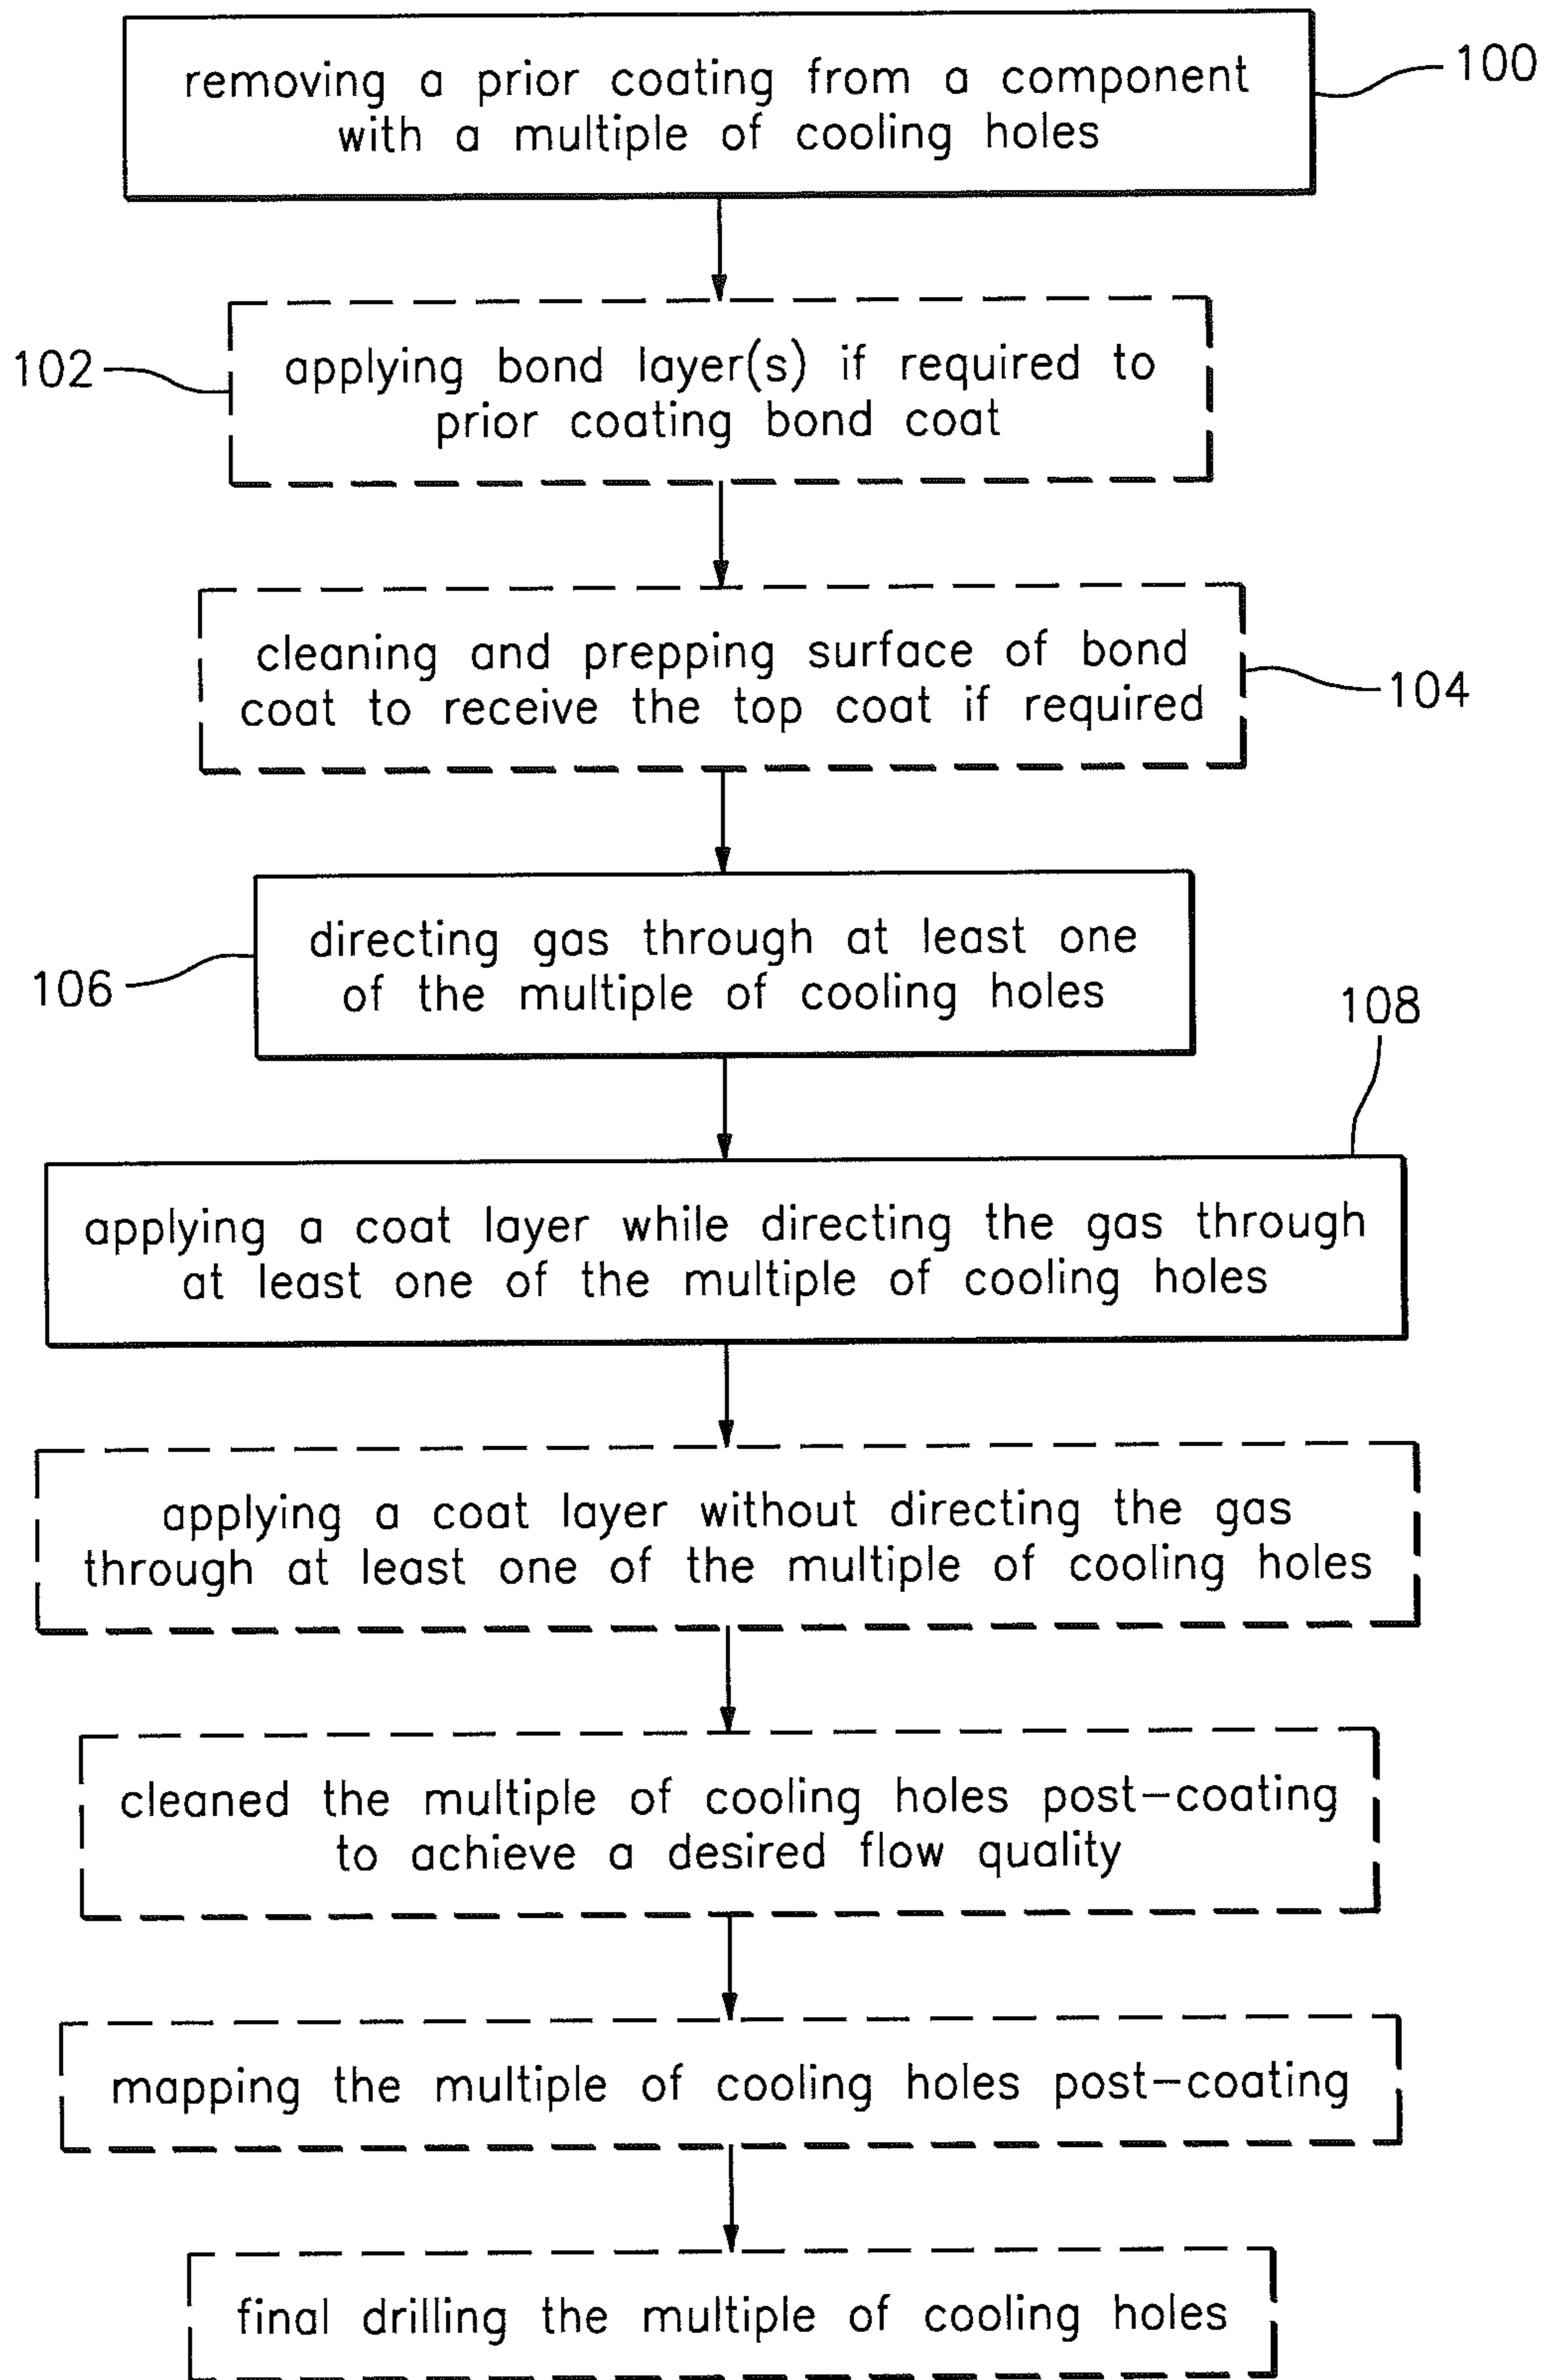 removing a prior coating from a component
with a multiple of cooling holes
100
applying bond layer(s) if required to
prior coating bond coat
102
cleaning and prepping surface of bond
coat to receive the top coat if required
104
directing gas through at least one
of the multiple of cooling holes
106
108
applying a coat layer while directing the gas through
at least one of the multiple of cooling holes
applying a coat layer without directing the gas
through at least one of the multiple of cooling holes
cleaned the multiple of cooling holes post-coating
to achieve a desired flow quality
mapping the multiple of cooling holes post-coating
final drilling the multiple of cooling holes